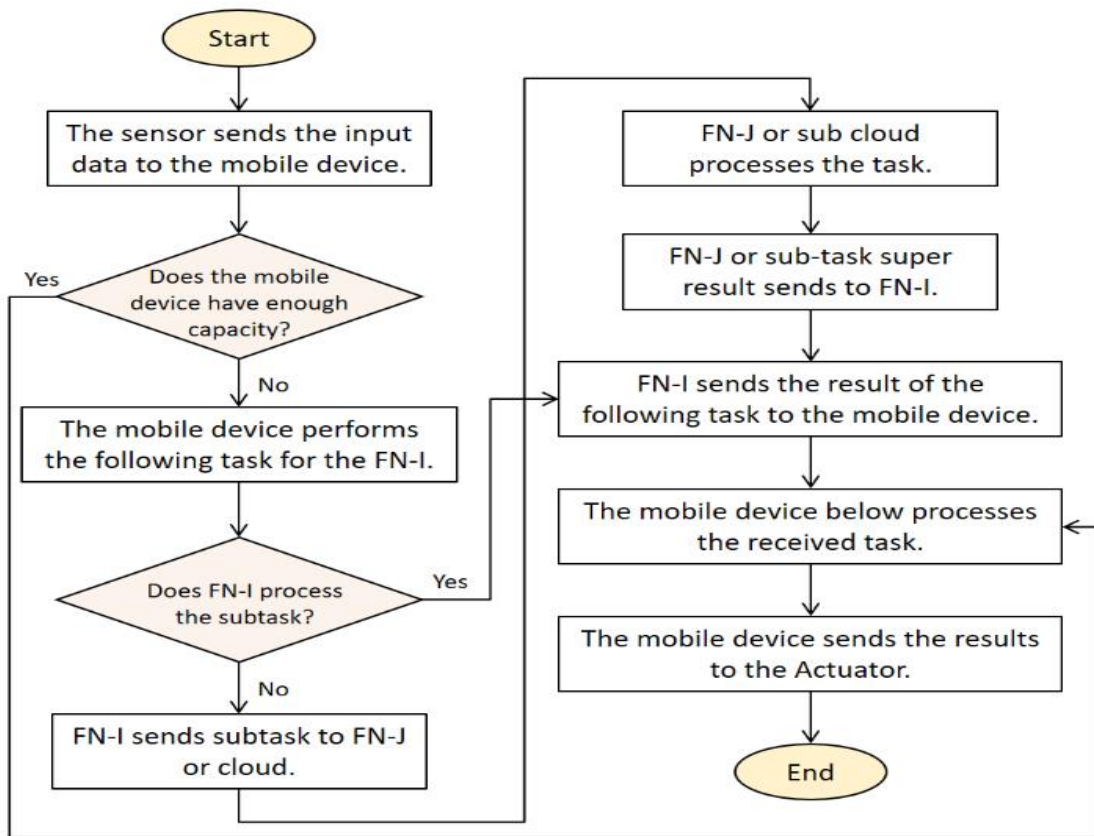 Start
The sensor sends the input
data to the mobile device.
Yes
Does the mobile
device have enough
capacity?
No
The mobile device performs
the following task for the FN-I.
Does FN-I process
the subtask?
Yes
No
FN-I sends subtask to FN-J
or cloud.
FN-J or sub cloud
processes the task.
FN-J or sub-task super
result sends to FN-I.
FN-I sends the result of the
following task to the mobile device.
The mobile device below processes
the received task.
The mobile device sends the results
to the Actuator.
End